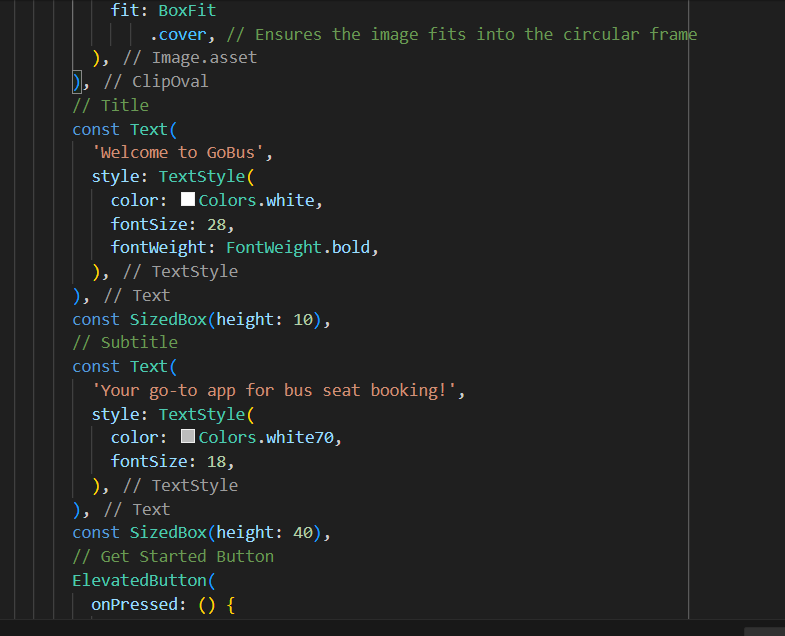 fit: BoxFit
.cover, // Ensures the image fits into the circular frame
), // Image.asset
), // ClipOval
// Title
const Text(
'Welcome to GoBus',
style: TextStyle(
color: Colors.white,
fontSize: 28,
fontWeight: FontWeight.bold,
), // TextStyle
), // Text
const SizedBox(height: 10),
// Subtitle
const Text(
'Your go-to app for bus seat booking!',
style: TextStyle(
color: Colors.white70,
fontSize: 18,
), // TextStyle
), // Text
const SizedBox(height: 40),
// Get Started Button
ElevatedButton(
onPressed: () {